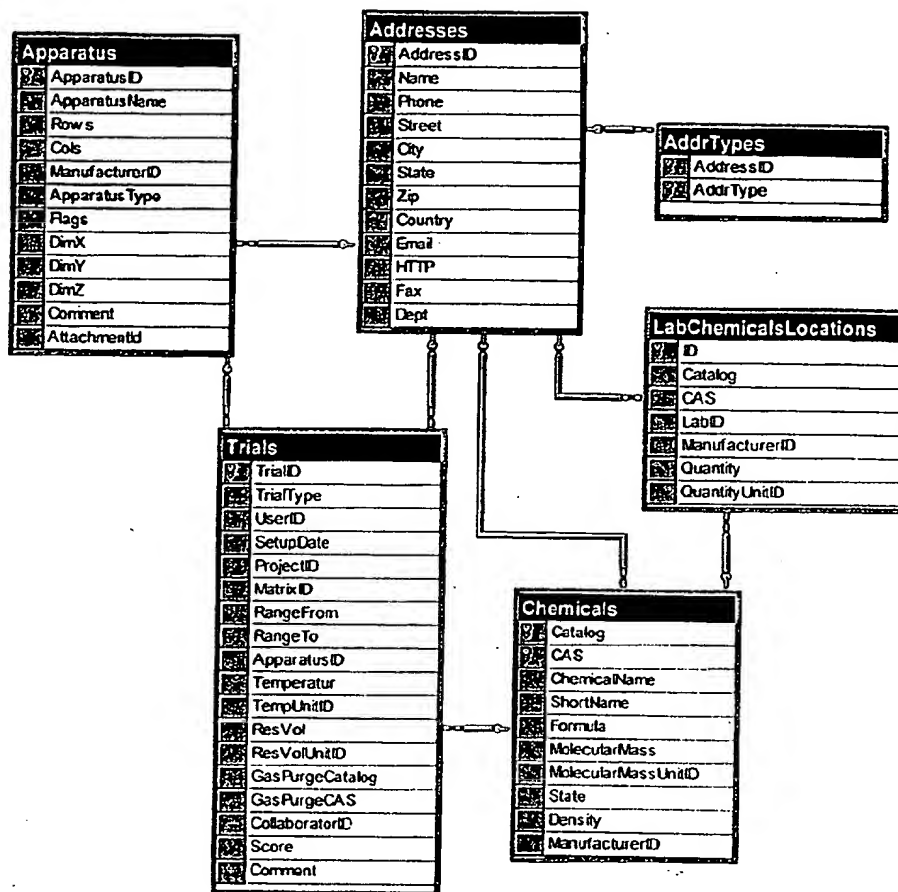 Apparatus
ApparatusID
ApparatusName
Rows
Cols
ManufacturerID
ApparatusType
Flags
DimX
DimY
DimZ
Comment
AttachmentId
Addresses
AddressID
Name
Phone
Street
City
State
Zip
Country
Email
HTTP
Fax
Dept
AddrTypes
AddressID
AddrType
LabChemicalsLocations
ID
Catalog
CAS
LabID
ManufacturerID
Quantity
QuantityUnitID
Trials
TrialID
TrialType
UserID
SetupDate
ProjectID
MatrixID
RangeFrom
RangeTo
ApparatusID
Temperatur
TempUnitID
ResVol
ResVolUnitID
GasPurgeCatalog
GasPurgeCAS
CollaboratorID
Score
Comment
Chemicals
Catalog
CAS
ChemicalName
ShortName
Formula
MolecularMass
MolecularMassUnitID
State
Density
ManufacturerID